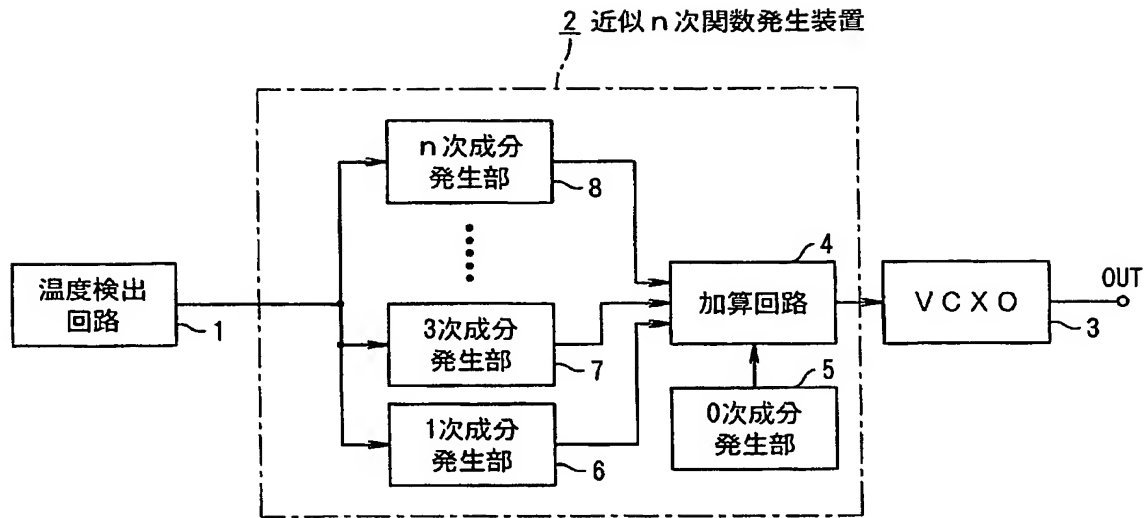 2 近似n次関数発生装置
n次成分
発生部
8
温度検出
回路
1
3次成分
発生部
7
1次成分
発生部
6
加算回路
4
0次成分
発生部
5
VCXO
3
OUT